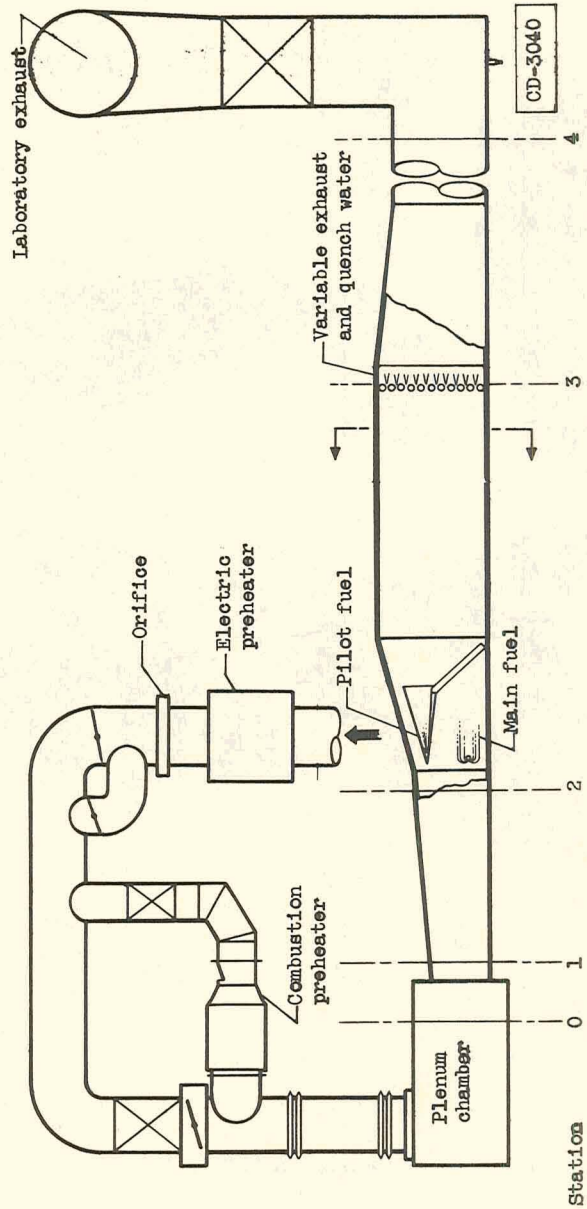 Laboratory exhaust
CD-3040
Variable exhaust
and quench water
Orifice
Electric
preheater
Pilot fuel
Main fuel
Combustion
preheater
Plenum
chamber
Station 0 1 2 3 4